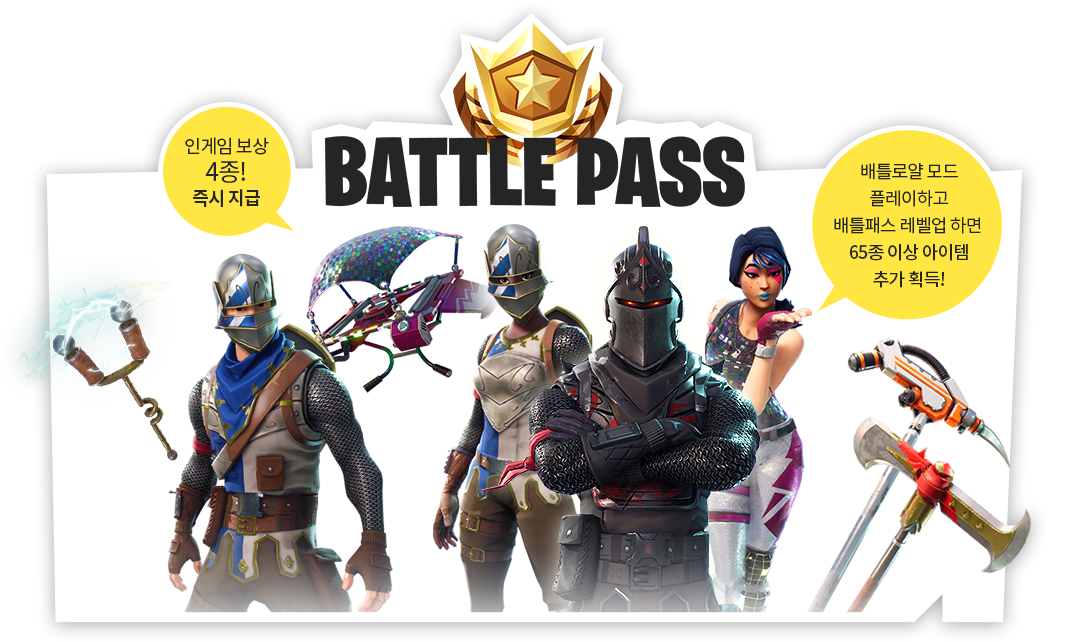 BATTLE PASS
인게임 보상
4종!
즉시 지급
배틀로얄 모드
플레이하고
배틀패스 레벨업 하면
65종 이상 아이템
추가 획득!